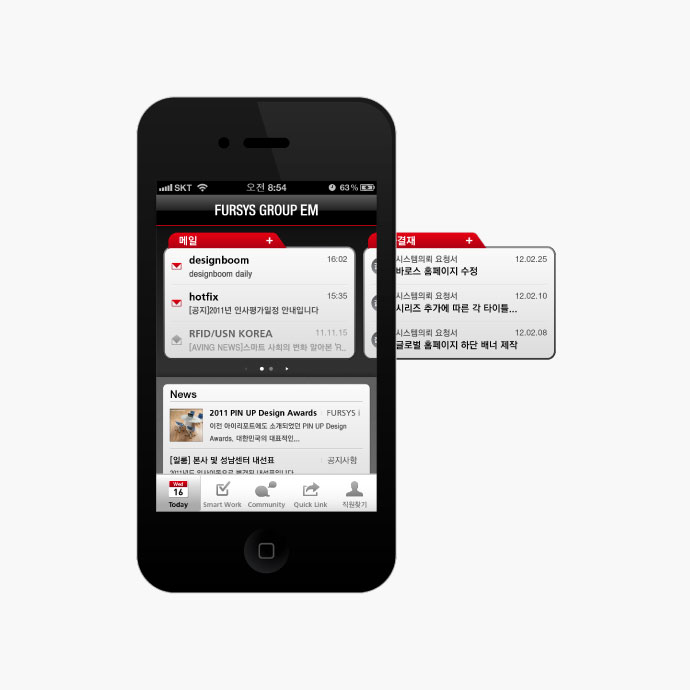 SKT 오전 8:54 63%
FURSYS GROUP EM
메일 +
designboom 16:02
designboom daily
hotfix 15:35
[공지]2011년 인사평가일정 안내입니다
RFID/USN KOREA 11.11.15
[AVING NEWS]스마트 사회의 변화 알아본 'R..
결재 +
시스템의뢰 요청서 12.02.25
바로스 홈페이지 수정
시스템의뢰 요청서 12.02.10
시리즈 추가에 따른 각 타이틀...
시스템의뢰 요청서 12.02.08
글로벌 홈페이지 하단 배너 제작
News
2011 PIN UP Design Awards FURSYS i
이전 아이리포트에도 소개되었던 PIN UP Design
Awards, 대한민국의 대표적인...
[일룸] 본사 및 성남센터 내선표 공지사항
Wed
16
Today Smart Work Community Quick Link 직원찾기